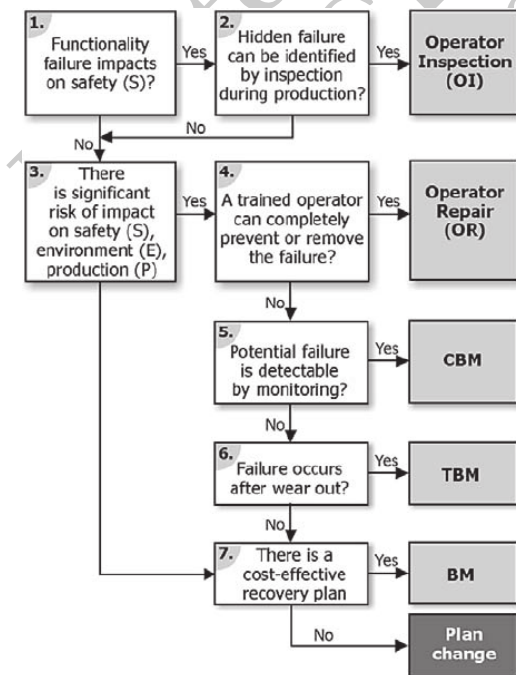 1.
Functionality
failure impacts
on safety (S)?
Yes
2.
Hidden failure
can be identified
by inspection
during production?
Yes
Operator
Inspection
(OI)
No
No
3.
There
is significant
risk of impact
on safety (S),
environment (E),
production (P)
Yes
4.
A trained operator
can completely
prevent or remove
the failure?
Yes
Operator
Repair
(OR)
No
5.
Potential failure
is detectable
by monitoring?
Yes
CBM
No
6.
Failure occurs
after wear out?
Yes
TBM
No
7.
There is a
cost-effective
recovery plan
Yes
BM
No
Plan
change